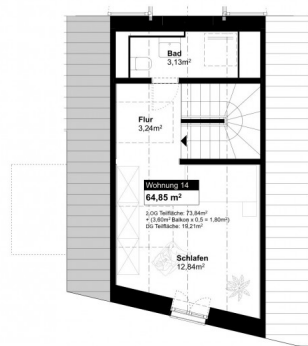 Bad
3,13m²
Flur
3,24m²
Wohnung 14
64,85 m²
2.OG Teilfläche: 73,84m²
+ (3,60m² Balkon x 0,5 = 1,80m²)
DG Teilfläche: 19,21m²
Schlafen
12,84m²